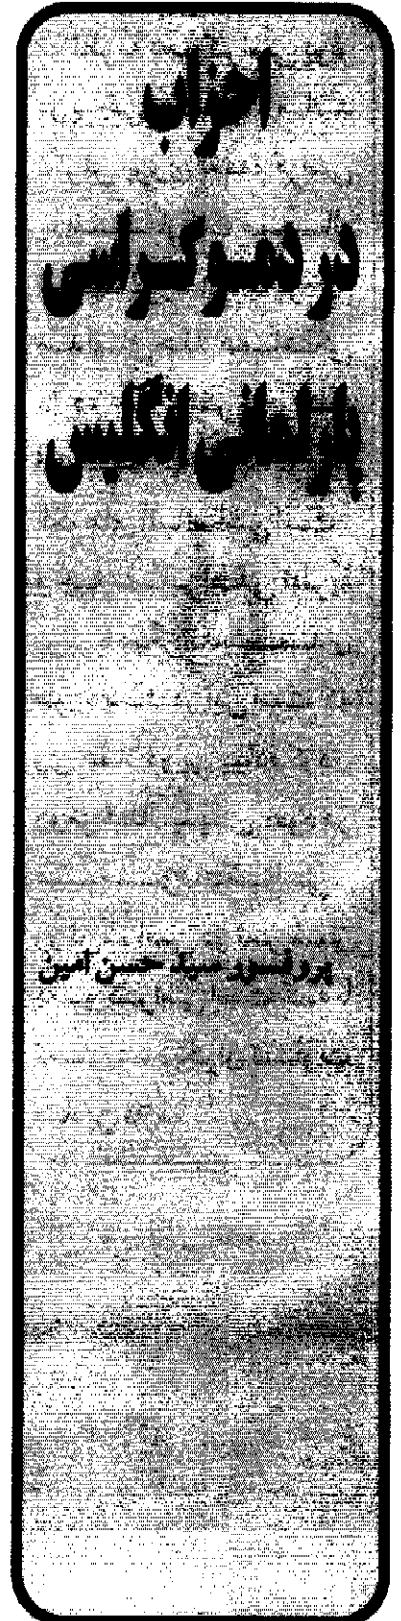 احزاب
در دموکراسی
پارلمانی انگلیس
پروفسور سید حسن امین